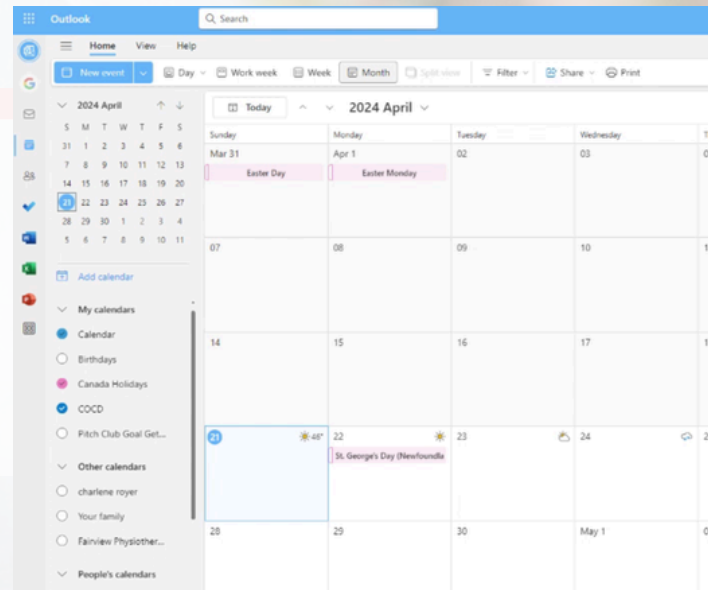 Outlook
Search
Home View Help
New event Day Work week Week Month Split view Filter Share Print
2024 April
S M T W T F S
31 1 2 3 4 5 6
7 8 9 10 11 12 13
14 15 16 17 18 19 20
21 22 23 24 25 26 27
28 29 30 1 2 3 4
5 6 7 8 9 10 11
Add calendar
My calendars
Calendar
Birthdays
Canada Holidays
COCD
Pitch Club Goal Get...
Other calendars
charlene royer
Your family
Fairview Physiother...
People's calendars
Today 2024 April
Sunday Monday Tuesday Wednesday
Mar 31 Apr 1 02 03
Easter Day Easter Monday
07 08 09 10
14 15 16 17
21 46° 22 23 24
St. George's Day (Newfoundla
28 29 30 May 1